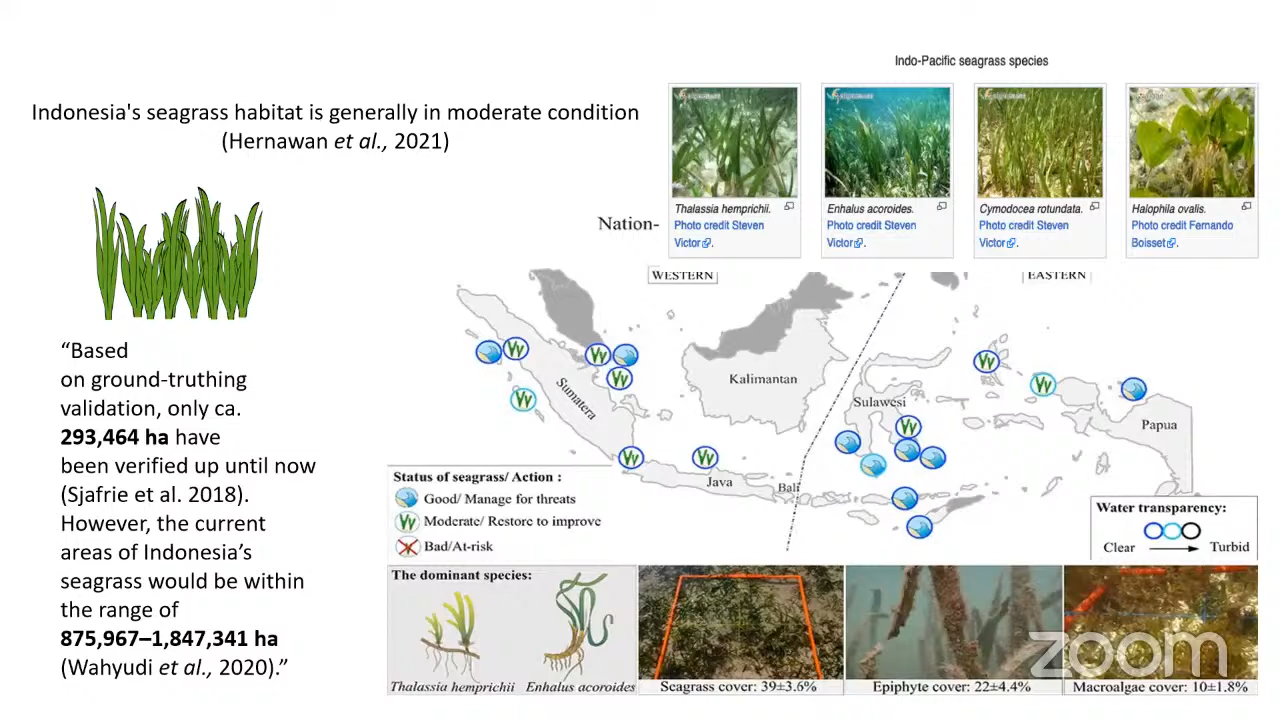 Indo-Pacific seagrass species
Indonesia's seagrass habitat is generally in moderate condition
(Hernawan et al., 2021)
Thalassia hemprichii.
Photo credit Steven
Victor.
Enhalus acoroides.
Photo credit Steven
Victor.
Cymodocea rotundata.
Photo credit Steven
Victor.
Halophila ovalis.
Photo credit Fernando
Boisset.
Nation-
WESTERN
EASTERN
Sumatera
Kalimantan
Sulawesi
Papua
Java
Bali
“Based
on ground-truthing
validation, only ca.
293,464 ha have
been verified up until now
(Sjafrie et al. 2018).
However, the current
areas of Indonesia’s
seagrass would be within
the range of
875,967–1,847,341 ha
(Wahyudi et al., 2020).”
Status of seagrass/ Action :
Good/ Manage for threats
Moderate/ Restore to improve
Bad/At-risk
Water transparency:
Clear
Turbid
The dominant species:
Thalassia hemprichii
Enhalus acoroides
Seagrass cover: 39±3.6%
Epiphyte cover: 22±4.4%
Macroalgae cover: 10±1.8%
zoom